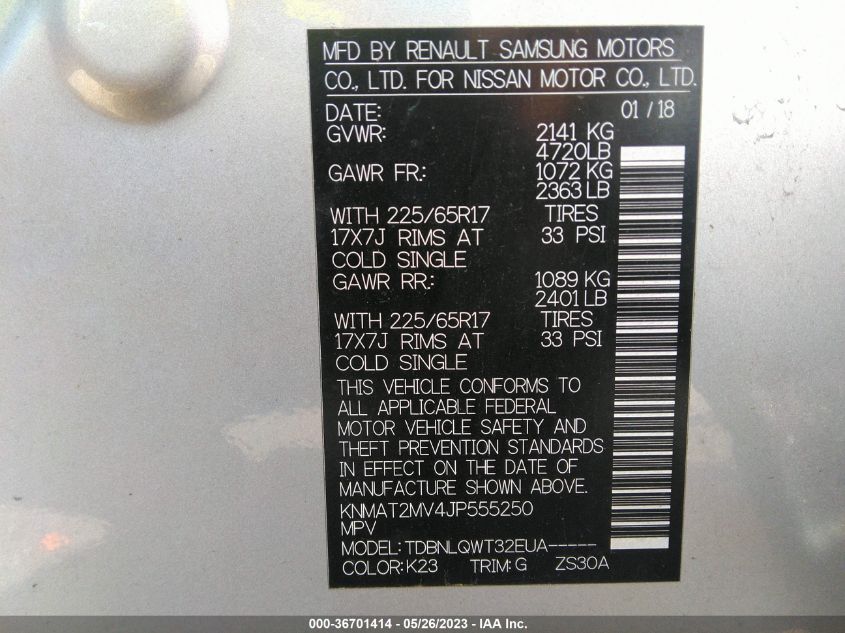 MFD BY RENAULT SAMSUNG MOTORS
CO., LTD. FOR NISSAN MOTOR CO., LTD.
DATE: 01 / 18
GVWR: 2141 KG
4720LB
GAWR FR.: 1072 KG
2363 LB
WITH 225/65R17 TIRES
17X7J RIMS AT 33 PSI
COLD SINGLE
GAWR RR.: 1089 KG
2401 LB
WITH 225/65R17 TIRES
17X7J RIMS AT 33 PSI
COLD SINGLE
THIS VEHICLE CONFORMS TO
ALL APPLICABLE FEDERAL
MOTOR VEHICLE SAFETY AND
THEFT PREVENTION STANDARDS
IN EFFECT ON THE DATE OF
MANUFACTURE SHOWN ABOVE.
KNMAT2MV4JP555250
MPV
MODEL: TDBNLQWT32EUA-----
COLOR: K23 TRIM: G ZS30A
000-36701414 — 05/26/2023 — IAA Inc.